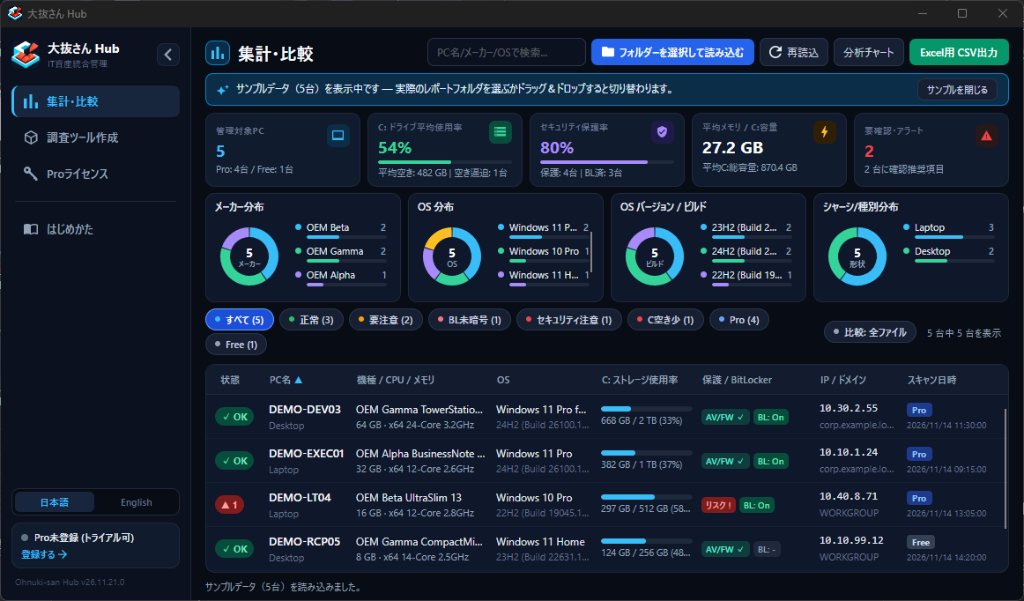 大抜さん Hub
大抜さん Hub
IT資産統合管理
集計・比較
調査ツール作成
Proライセンス
はじめかた
日本語 English
Pro未登録 (トライアル可)
登録する →
Ohnuki-san Hub v26.11.21.0
集計・比較
PC名/メーカー/OSで検索...
フォルダーを選択して読み込む
再読込
分析チャート
Excel用 CSV出力
サンプルデータ（5台）を表示中です — 実際のレポートフォルダを選ぶかドラッグ＆ドロップすると切り替わります。
サンプルを閉じる
管理対象PC
5
Pro: 4台 / Free: 1台
C: ドライブ平均使用率
54%
平均空き: 482 GB | 空き逼迫: 1台
セキュリティ保護率
80%
保護: 4台 | BL済: 3台
平均メモリ / C:容量
27.2 GB
平均C:総容量: 870.4 GB
要確認・アラート
2
2 台に確認推奨項目
メーカー分布
5
メーカー
OEM Beta 2
OEM Gamma 2
OEM Alpha 1
OS 分布
5
OS
Windows 11 P... 2
Windows 10 Pro 1
Windows 11 H... 1
OS バージョン / ビルド
5
ビルド
23H2 (Build 2... 2
24H2 (Build 2... 2
22H2 (Build 19... 1
シャーシ/種別分布
5
形状
Laptop 3
Desktop 2
すべて (5)
正常 (3)
要注意 (2)
BL未暗号 (1)
セキュリティ注意 (1)
C空き少 (1)
Pro (4)
Free (1)
比較: 全ファイル
5 台中 5 台を表示
状態 PC名 ▲ 機種 / CPU / メモリ OS C: ストレージ使用率 保護 / BitLocker IP / ドメイン スキャン日時
✓ OK DEMO-DEV03 OEM Gamma TowerStatio... Windows 11 Pro f... AV/FW ✓ BL: On 10.30.2.55 Pro
Desktop 64 GB · x64 24-Core 3.2GHz 24H2 (Build 26100.1... 668 GB / 2 TB (33%) corp.example.lo... 2026/11/14 11:30:00
✓ OK DEMO-EXEC01 OEM Alpha BusinessNote ... Windows 11 Pro AV/FW ✓ BL: On 10.10.1.24 Pro
Laptop 32 GB · x64 12-Core 2.6GHz 24H2 (Build 26100.1... 382 GB / 1 TB (37%) corp.example.lo... 2026/11/14 09:15:00
▲ 1 DEMO-LT04 OEM Beta UltraSlim 13 Windows 10 Pro リスク ! BL: On 10.40.8.71 Pro
Laptop 16 GB · x64 12-Core 2.8GHz 22H2 (Build 19045.1... 297 GB / 512 GB (58... WORKGROUP 2026/11/14 13:05:00
✓ OK DEMO-RCP05 OEM Gamma CompactMi... Windows 11 Home AV/FW ✓ BL: - 10.10.99.12 Free
Desktop 8 GB · x64 14-Core 2.5GHz 23H2 (Build 22631.1... 124 GB / 256 GB (48... WORKGROUP 2026/11/14 14:20:00
サンプルデータ（5台）を読み込みました。